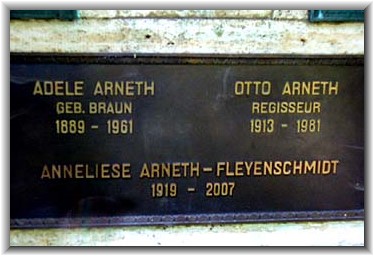 ADELE ARNETH
GEB. BRAUN
1889 - 1961
OTTO ARNETH
REGISSEUR
1913 - 1981
ANNELIESE ARNETH-FLEYENSCHMIDT
1919 - 2007